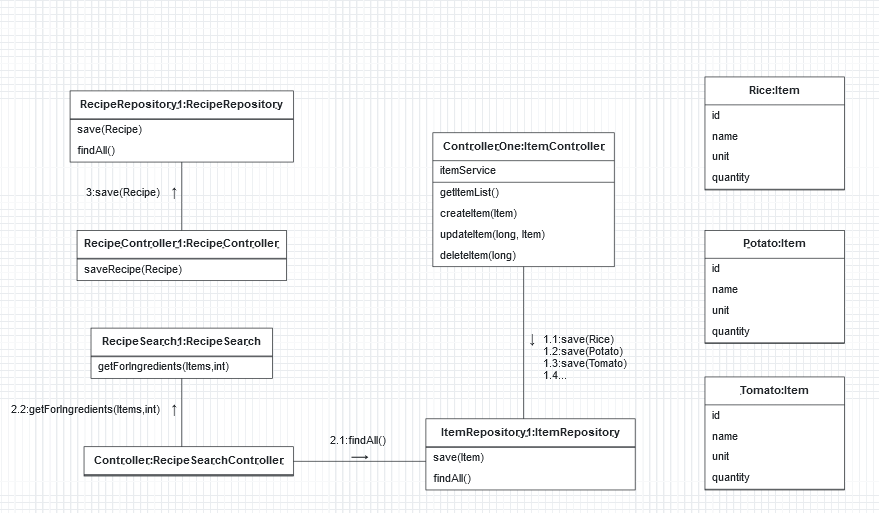 RecipeRepository1:RecipeRepository
save(Recipe)
findAll()
3:save(Recipe)
RecipeController1:RecipeController
saveRecipe(Recipe)
RecipeSearch1:RecipeSearch
getForIngredients(Items,int)
2.2:getForIngredients(Items,int)
Controller:RecipeSearchController
2.1:findAll()
ControllerOne:ItemController
itemService
getItemList()
createItem(Item)
updateItem(long, Item)
deleteItem(long)
1.1:save(Rice)
1.2:save(Potato)
1.3:save(Tomato)
1.4...
ItemRepository1:ItemRepository
save(Item)
findAll()
Rice:Item
id
name
unit
quantity
Potato:Item
id
name
unit
quantity
Tomato:Item
id
name
unit
quantity